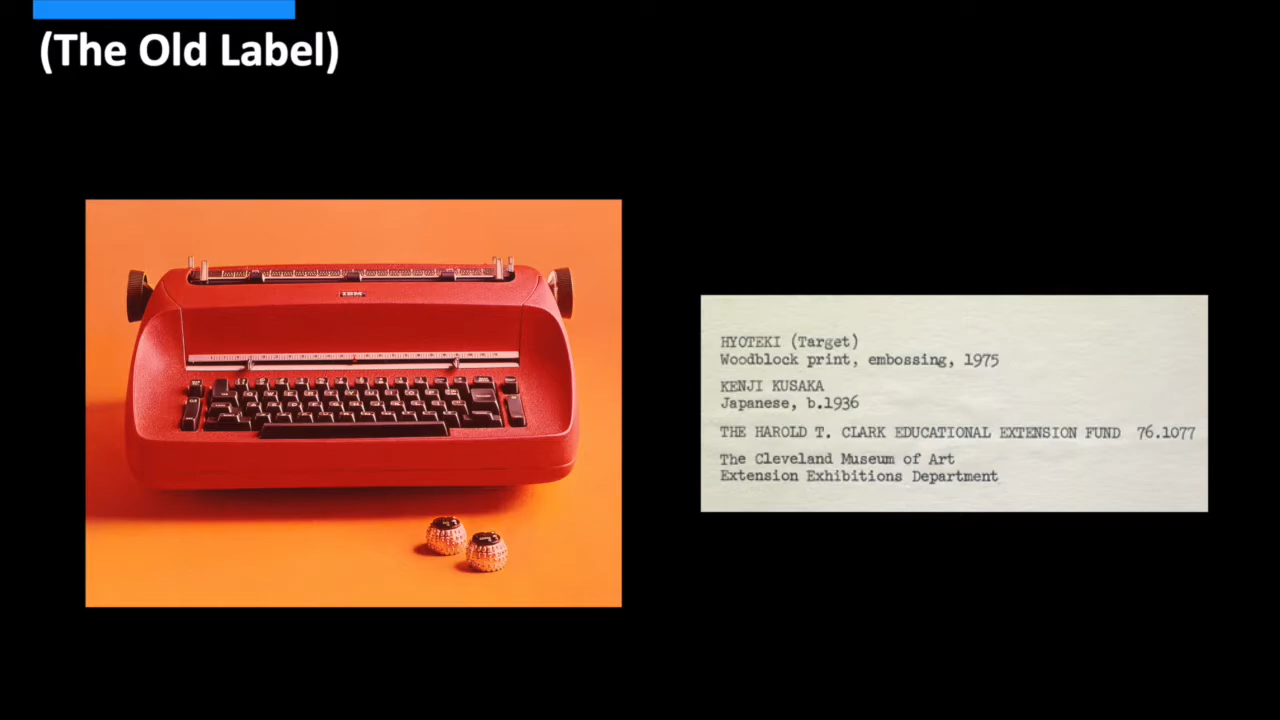 (The Old Label)
IBM
HYOTEKI (Target)
Woodblock print, embossing, 1975
KENJI KUSAKA
Japanese, b.1936
THE HAROLD T. CLARK EDUCATIONAL EXTENSION FUND 76.1077
The Cleveland Museum of Art
Extension Exhibitions Department